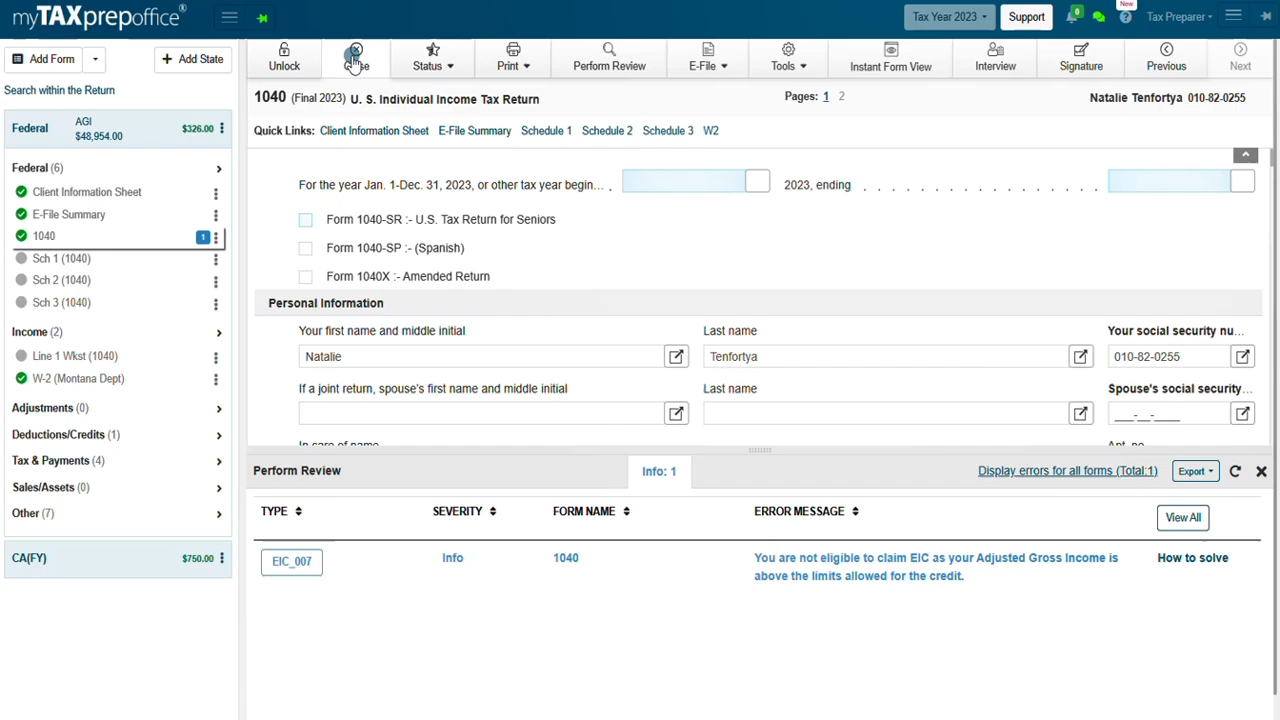 myTAXprepoffice®
Tax Year 2023
Support
0
New
Tax Preparer
Add Form
Add State
Unlock
Status
Print
Perform Review
E-File
Tools
Instant Form View
Interview
Signature
Previous
Next
Search within the Return
1040 (Final 2023) U. S. Individual Income Tax Return
Pages: 1 2
Natalie Tenfortya 010-82-0255
Federal
AGI
$48,954.00
$326.00
Quick Links: Client Information Sheet E-File Summary Schedule 1 Schedule 2 Schedule 3 W2
Federal (6)
Client Information Sheet
E-File Summary
1040
1
Sch 1 (1040)
Sch 2 (1040)
Sch 3 (1040)
Income (2)
Line 1 Wkst (1040)
W-2 (Montana Dept)
Adjustments (0)
Deductions/Credits (1)
Tax & Payments (4)
Sales/Assets (0)
Other (7)
CA(FY)
$750.00
For the year Jan. 1-Dec. 31, 2023, or other tax year begin... .
2023, ending . . . . . . . . . . . . . . . . . .
Form 1040-SR :- U.S. Tax Return for Seniors
Form 1040-SP :- (Spanish)
Form 1040X :- Amended Return
Personal Information
Your first name and middle initial
Last name
Your social security nu...
Natalie
Tenfortya
010-82-0255
If a joint return, spouse's first name and middle initial
Last name
Spouse's social security...
___-__-____
In care of name
Apt. no.
Perform Review
Info: 1
Display errors for all forms (Total:1)
Export
TYPE
SEVERITY
FORM NAME
ERROR MESSAGE
View All
EIC_007
Info
1040
You are not eligible to claim EIC as your Adjusted Gross Income is
above the limits allowed for the credit.
How to solve